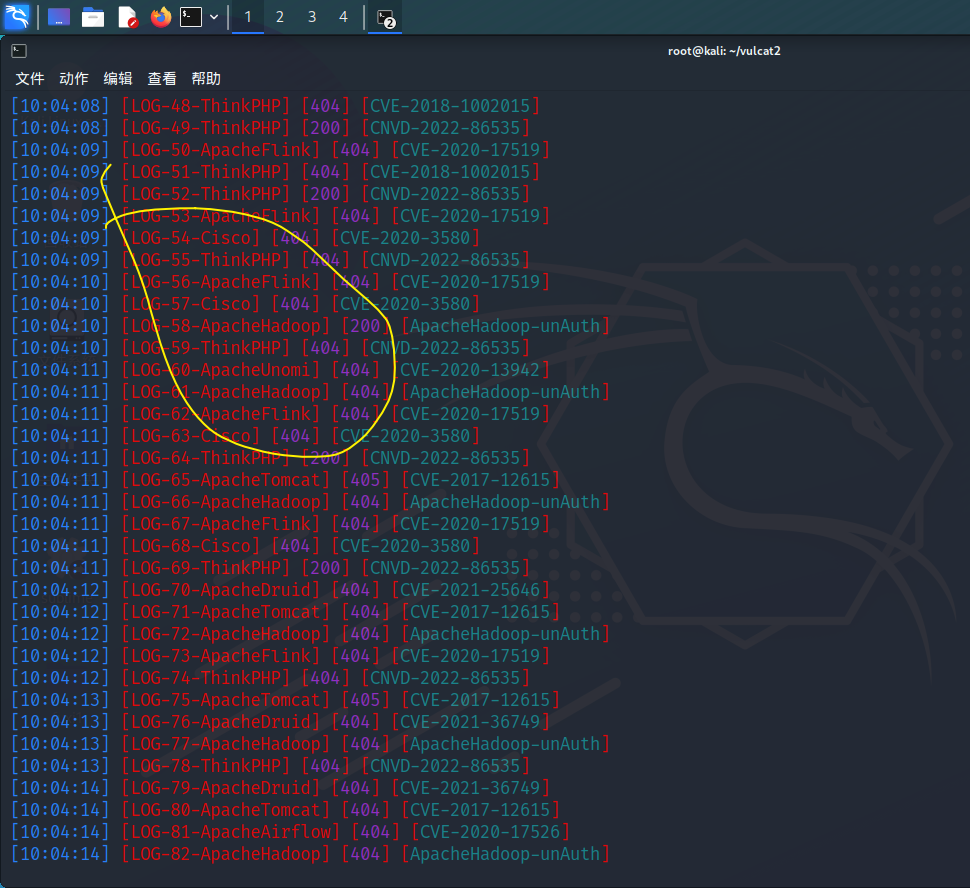 1 2 3 4 2
root@kali: ~/vulcat2
文件 动作 编辑 查看 帮助
[10:04:08] [LOG-48-ThinkPHP] [404] [CVE-2018-1002015]
[10:04:08] [LOG-49-ThinkPHP] [200] [CNVD-2022-86535]
[10:04:09] [LOG-50-ApacheFlink] [404] [CVE-2020-17519]
[10:04:09] [LOG-51-ThinkPHP] [404] [CVE-2018-1002015]
[10:04:09] [LOG-52-ThinkPHP] [200] [CNVD-2022-86535]
[10:04:09] [LOG-53-ApacheFlink] [404] [CVE-2020-17519]
[10:04:09] [LOG-54-Cisco] [404] [CVE-2020-3580]
[10:04:09] [LOG-55-ThinkPHP] [404] [CNVD-2022-86535]
[10:04:10] [LOG-56-ApacheFlink] [404] [CVE-2020-17519]
[10:04:10] [LOG-57-Cisco] [404] [CVE-2020-3580]
[10:04:10] [LOG-58-ApacheHadoop] [200] [ApacheHadoop-unAuth]
[10:04:10] [LOG-59-ThinkPHP] [404] [CNVD-2022-86535]
[10:04:11] [LOG-60-ApacheUnomi] [404] [CVE-2020-13942]
[10:04:11] [LOG-61-ApacheHadoop] [404] [ApacheHadoop-unAuth]
[10:04:11] [LOG-62-ApacheFlink] [404] [CVE-2020-17519]
[10:04:11] [LOG-63-Cisco] [404] [CVE-2020-3580]
[10:04:11] [LOG-64-ThinkPHP] [200] [CNVD-2022-86535]
[10:04:11] [LOG-65-ApacheTomcat] [405] [CVE-2017-12615]
[10:04:11] [LOG-66-ApacheHadoop] [404] [ApacheHadoop-unAuth]
[10:04:11] [LOG-67-ApacheFlink] [404] [CVE-2020-17519]
[10:04:11] [LOG-68-Cisco] [404] [CVE-2020-3580]
[10:04:11] [LOG-69-ThinkPHP] [200] [CNVD-2022-86535]
[10:04:12] [LOG-70-ApacheDruid] [404] [CVE-2021-25646]
[10:04:12] [LOG-71-ApacheTomcat] [404] [CVE-2017-12615]
[10:04:12] [LOG-72-ApacheHadoop] [404] [ApacheHadoop-unAuth]
[10:04:12] [LOG-73-ApacheFlink] [404] [CVE-2020-17519]
[10:04:12] [LOG-74-ThinkPHP] [404] [CNVD-2022-86535]
[10:04:13] [LOG-75-ApacheTomcat] [405] [CVE-2017-12615]
[10:04:13] [LOG-76-ApacheDruid] [404] [CVE-2021-36749]
[10:04:13] [LOG-77-ApacheHadoop] [404] [ApacheHadoop-unAuth]
[10:04:13] [LOG-78-ThinkPHP] [404] [CNVD-2022-86535]
[10:04:14] [LOG-79-ApacheDruid] [404] [CVE-2021-36749]
[10:04:14] [LOG-80-ApacheTomcat] [404] [CVE-2017-12615]
[10:04:14] [LOG-81-ApacheAirflow] [404] [CVE-2020-17526]
[10:04:14] [LOG-82-ApacheHadoop] [404] [ApacheHadoop-unAuth]